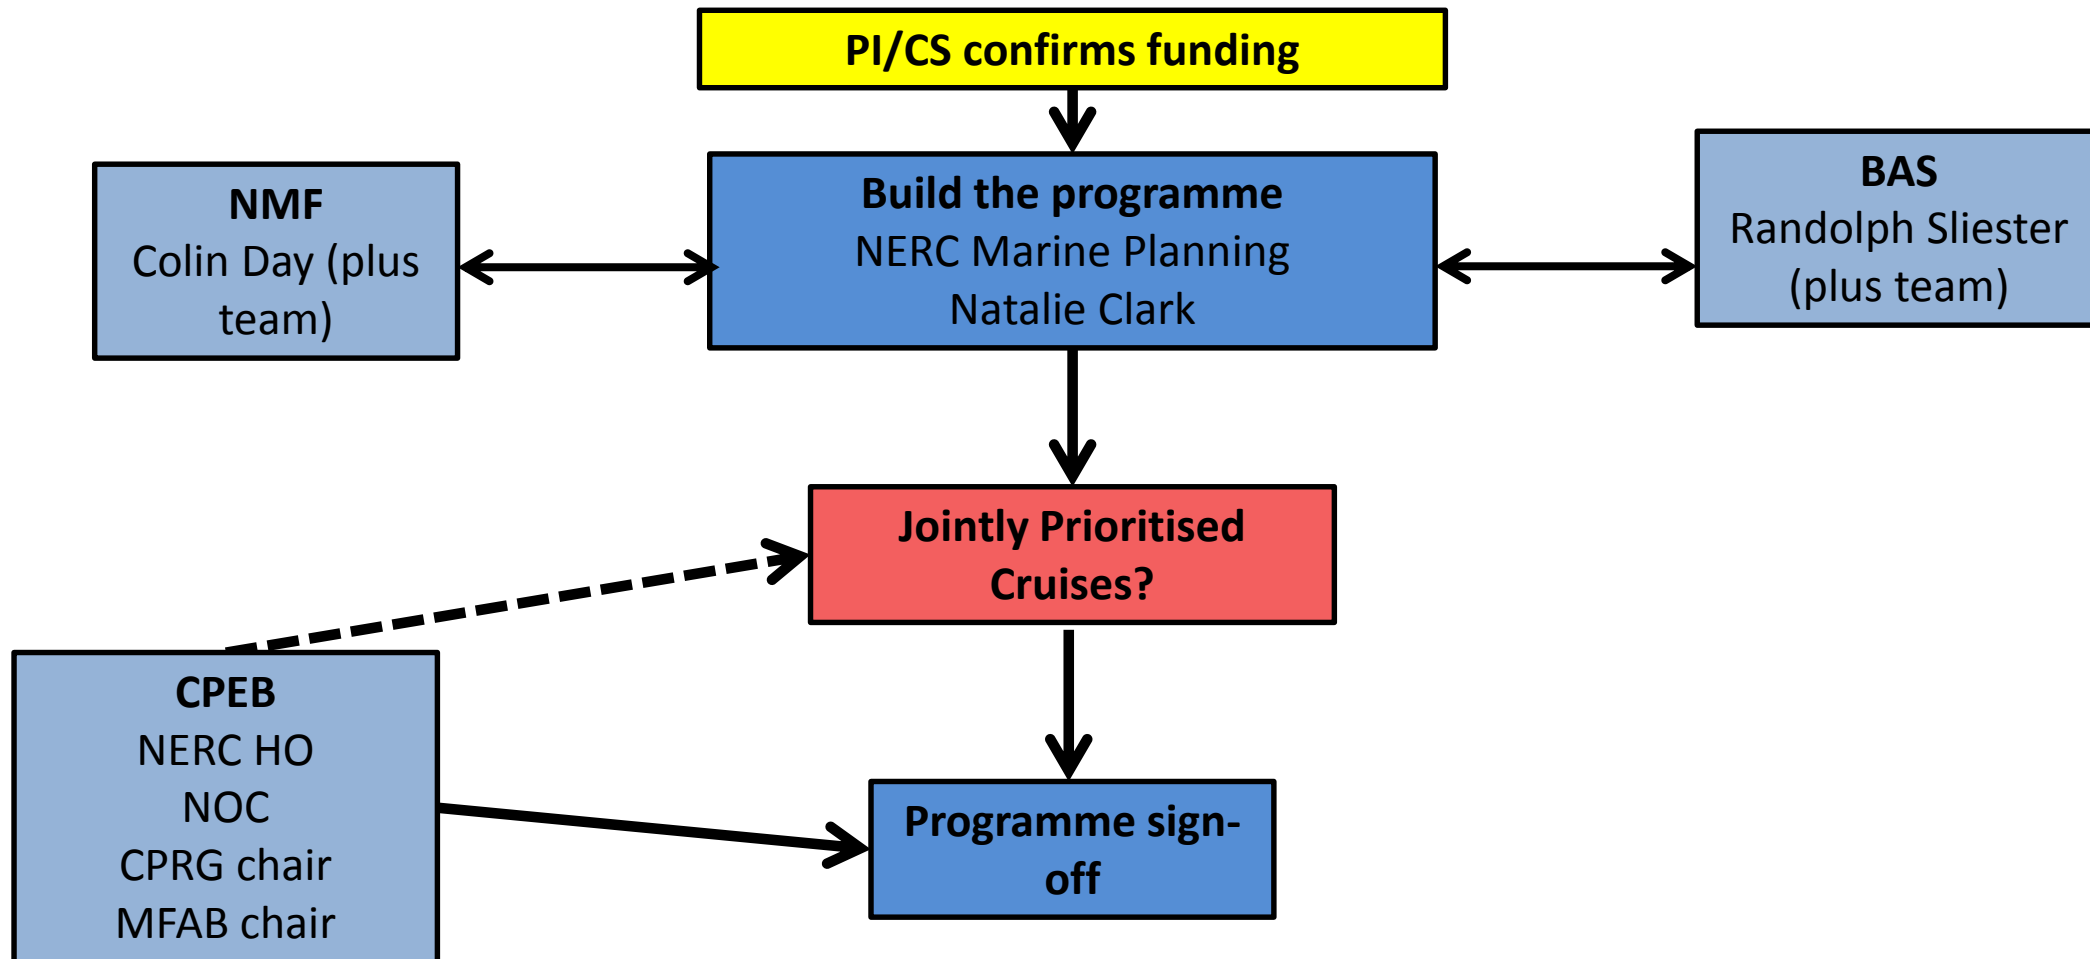 PI/CS confirms funding
NMF
Colin Day (plus
team)
Build the programme
NERC Marine Planning
Natalie Clark
BAS
Randolph Sliester
(plus team)
Jointly Prioritised
Cruises?
CPEB
NERC HO
NOC
CPRG chair
MFAB chair
Programme sign-
off